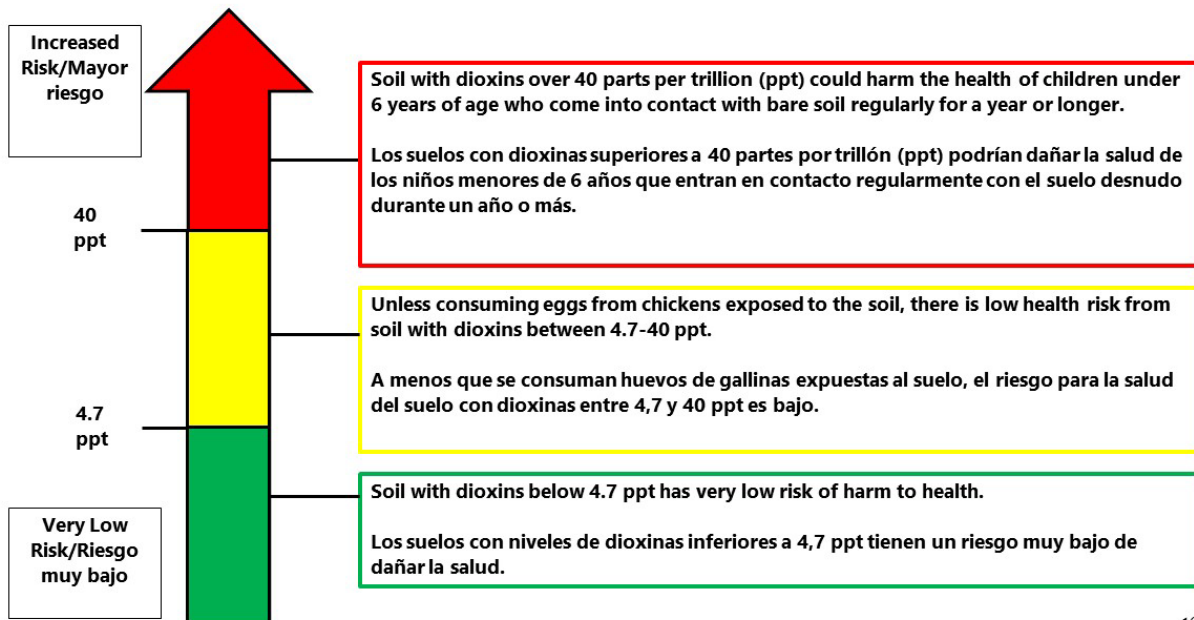 Increased
Risk/Mayor
riesgo
Soil with dioxins over 40 parts per trillion (ppt) could harm the health of children under
6 years of age who come into contact with bare soil regularly for a year or longer.
Los suelos con dioxinas superiores a 40 partes por trillón (ppt) podrían dañar la salud de
los niños menores de 6 años que entran en contacto regularmente con el suelo desnudo
durante un año o más.
40
ppt
Unless consuming eggs from chickens exposed to the soil, there is low health risk from
soil with dioxins between 4.7-40 ppt.
A menos que se consuman huevos de gallinas expuestas al suelo, el riesgo para la salud
del suelo con dioxinas entre 4,7 y 40 ppt es bajo.
4.7
ppt
Soil with dioxins below 4.7 ppt has very low risk of harm to health.
Los suelos con niveles de dioxinas inferiores a 4,7 ppt tienen un riesgo muy bajo de
dañar la salud.
Very Low
Risk/Riesgo
muy bajo